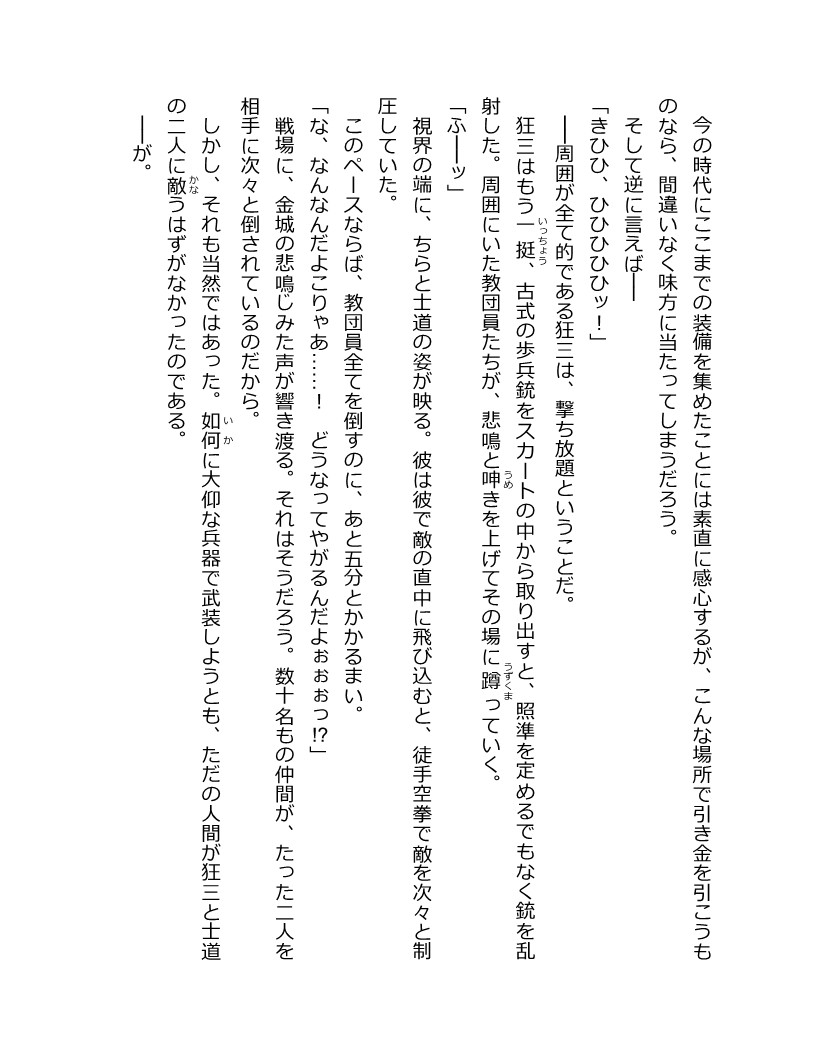 今の時代にここまでの装備を集めたことには素直に感心するが、こんな場所で引き金を引こうも
のなら、間違いなく味方に当たってしまうだろう。
そして逆に言えば――
「きひひ、ひひひひひッ！」
――周囲が全て的である狂三は、撃ち放題ということだ。
狂三はもう一挺、古式の歩兵銃をスカートの中から取り出すと、照準を定めるでもなく銃を乱
射した。周囲にいた教団員たちが、悲鳴と呻きを上げてその場に蹲っていく。
「ふ――ッ」
視界の端に、ちらと士道の姿が映る。彼は彼で敵の直中に飛び込むと、徒手空拳で敵を次々と制
圧していた。
このペースならば、教団員全てを倒すのに、あと五分とかかるまい。
「な、なんなんだよこりゃあ……！　どうなってやがるんだよぉぉぉっ!?」
戦場に、金城の悲鳴じみた声が響き渡る。それはそうだろう。数十名もの仲間が、たった二人を
相手に次々と倒されているのだから。
しかし、それも当然ではあった。如何に大仰な兵器で武装しようとも、ただの人間が狂三と士道
の二人に敵うはずがなかったのである。
――が。